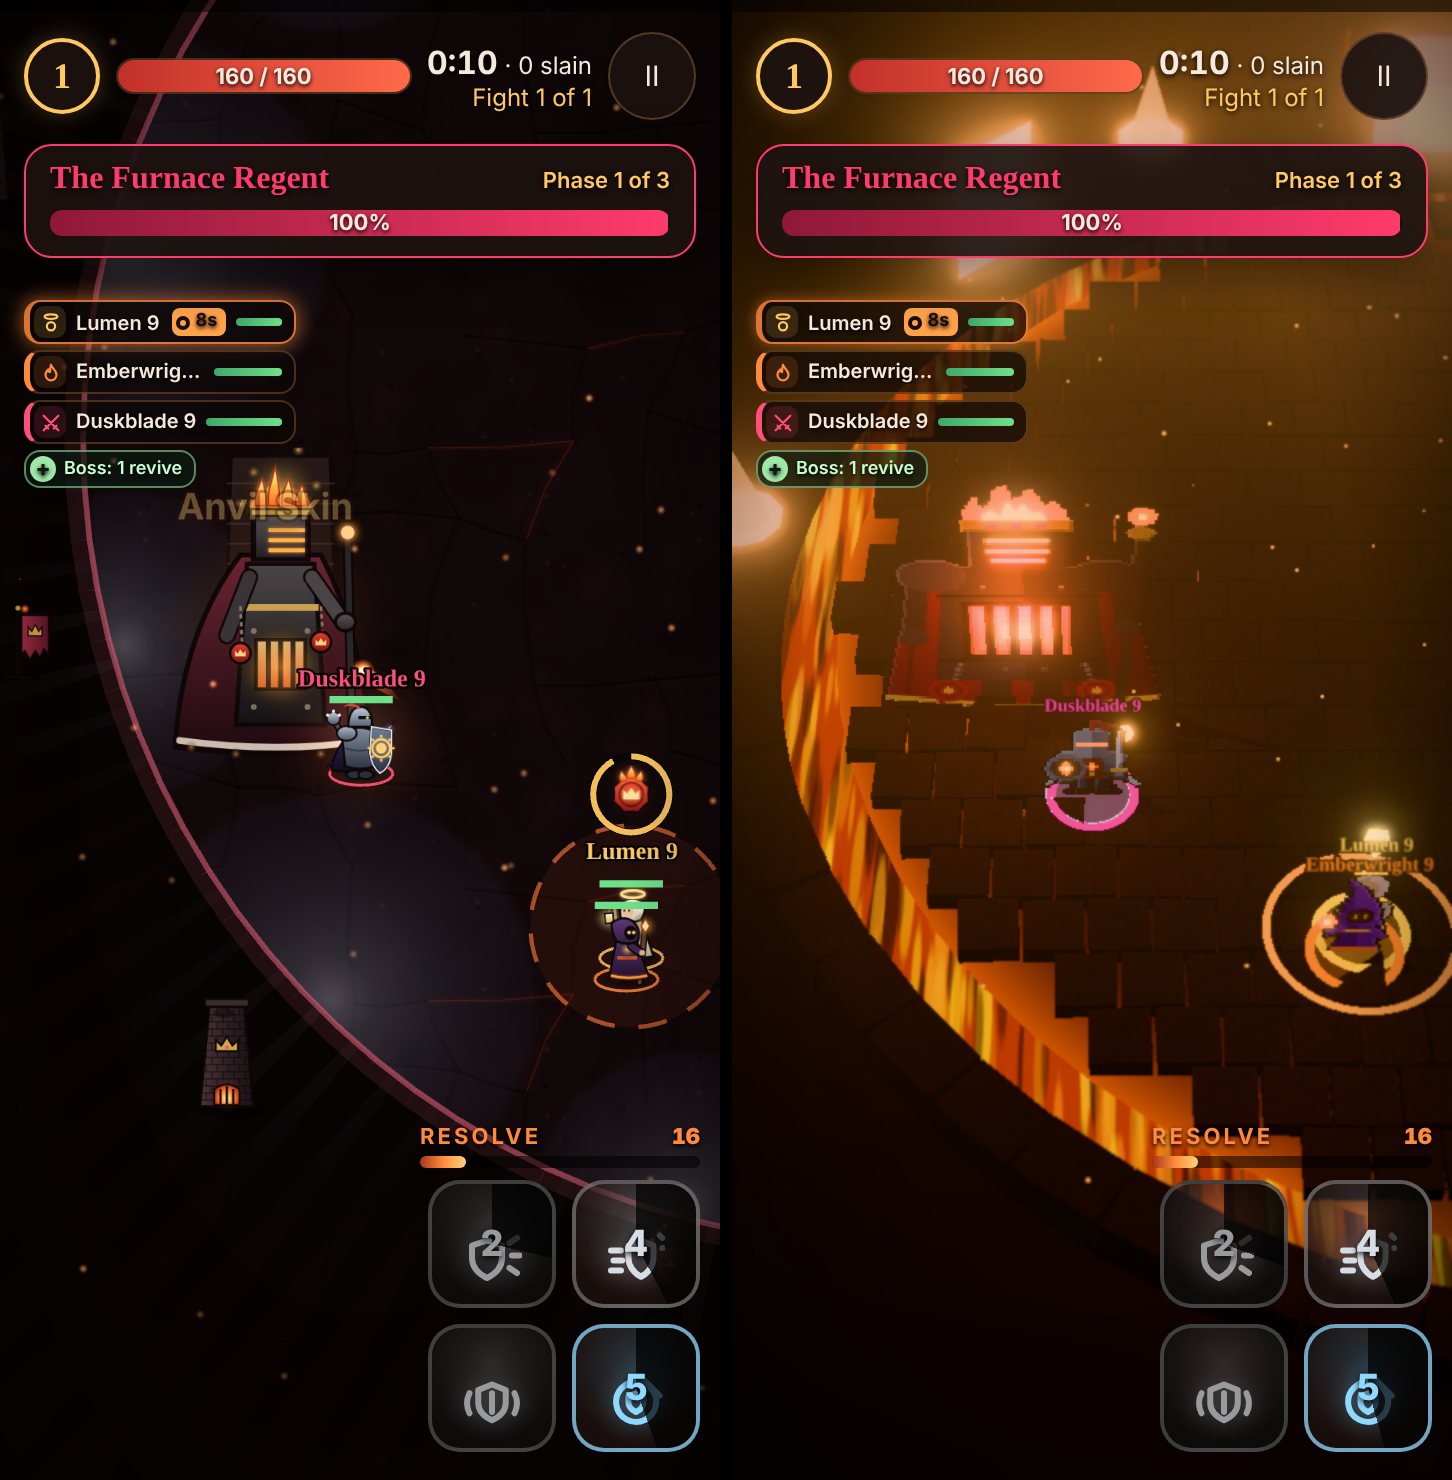 1
160 / 160
0:10 · 0 slain
Fight 1 of 1
The Furnace Regent
Phase 1 of 3
100%
Lumen 9
8s
Emberwrig...
Duskblade 9
Boss: 1 revive
Anvil Skin
Duskblade 9
Lumen 9
RESOLVE
16
2
4
5
1
160 / 160
0:10 · 0 slain
Fight 1 of 1
The Furnace Regent
Phase 1 of 3
100%
Lumen 9
8s
Emberwrig...
Duskblade 9
Boss: 1 revive
Duskblade 9
Lumen 9
Emberwright 9
RESOLVE
16
2
4
5